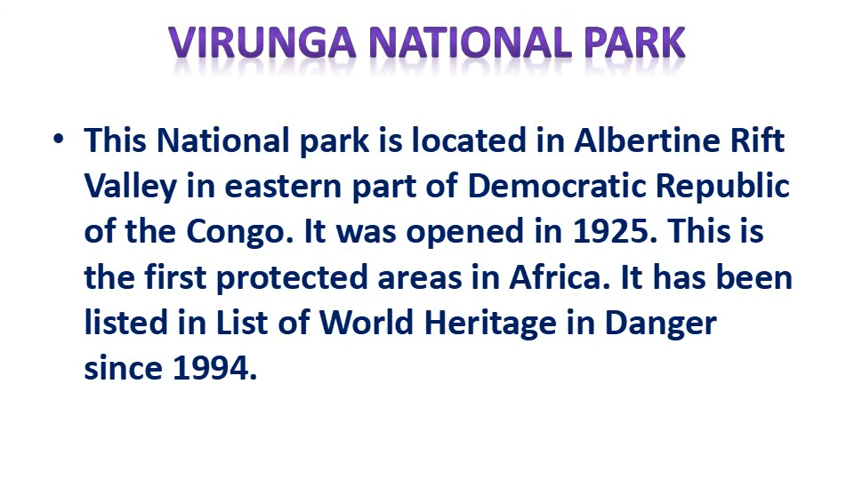 VIRUNGA NATIONAL PARK
• This National park is located in Albertine Rift
Valley in eastern part of Democratic Republic
of the Congo. It was opened in 1925. This is
the first protected areas in Africa. It has been
listed in List of World Heritage in Danger
since 1994.